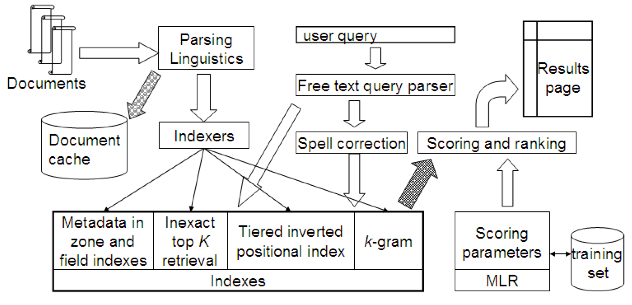 Documents
Parsing
Linguistics
user query
Results
page
Free text query parser
Document
cache
Indexers
Spell correction
Scoring and ranking
Metadata in
zone and
field indexes
Inexact
top K
retrieval
Tiered inverted
positional index
k-gram
Indexes
Scoring
parameters
MLR
training
set